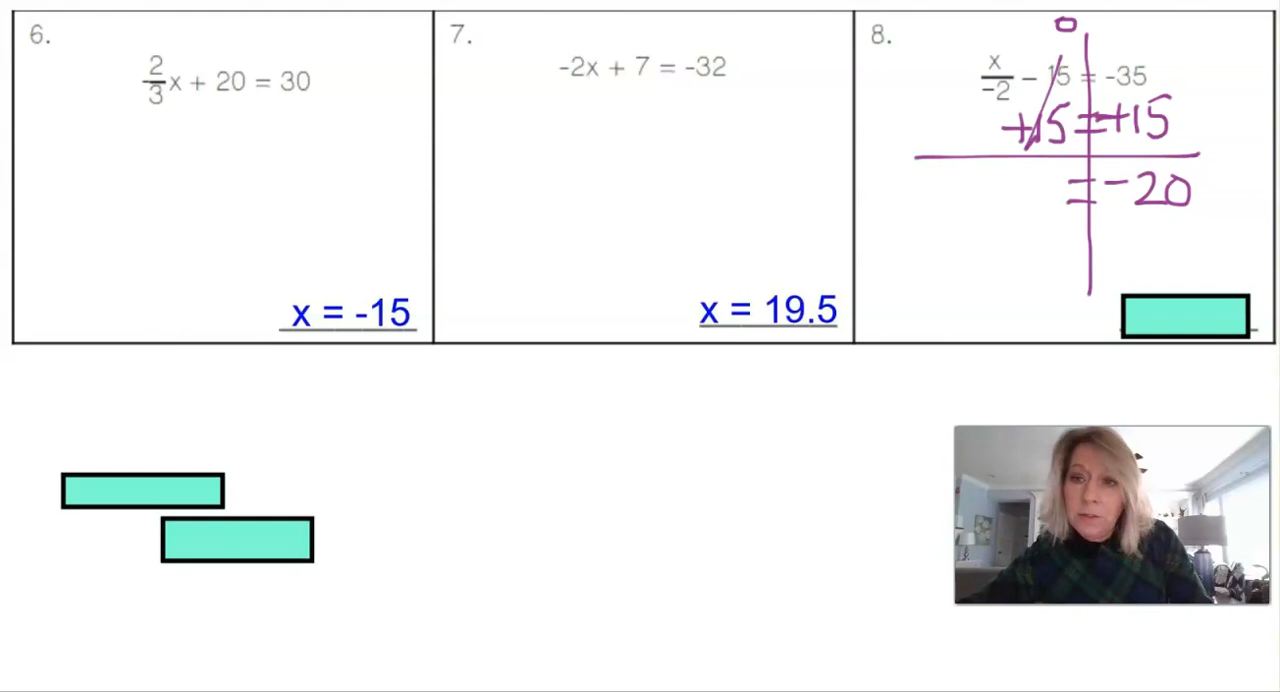 6.
-2/3x + 20 = 30
x = -15
7.
-2x + 7 = -32
x = 19.5
8.
0
x/-2 - 15 = -35
+15 = +15
= -20